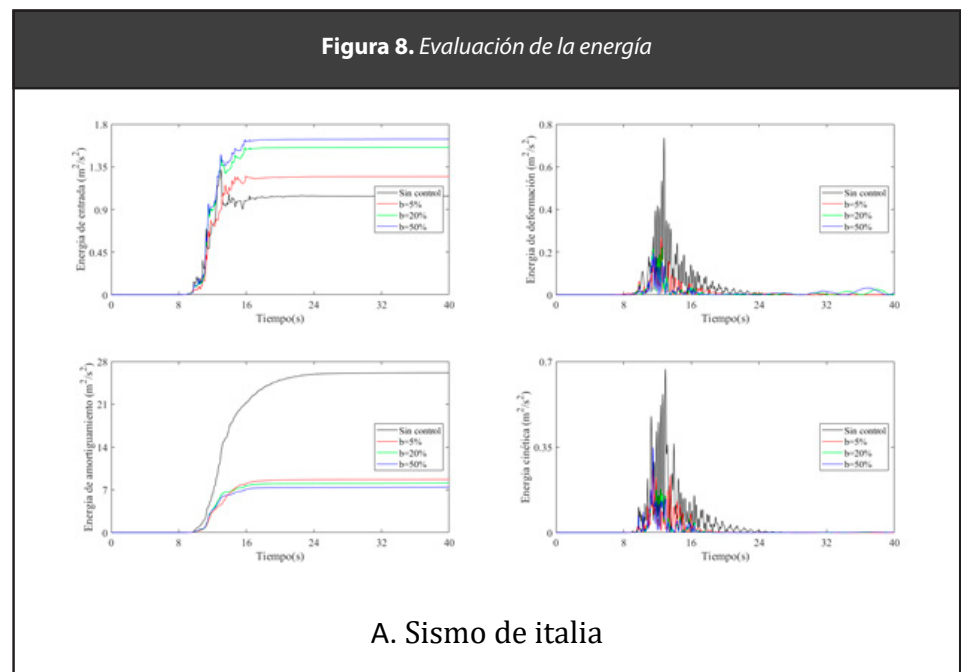 Figura 8. Evaluación de la energía
Energía de entrada (m²/s²)
1.8
1.35
0.9
0.45
0
0 8 16 24 32 40
Tiempo(s)
Sin control
b=5%
b=20%
b=50%
Energía de deformación (m²/s²)
0.8
0.6
0.4
0.2
0
0 8 16 24 32 40
Tiempo(s)
Sin control
b=5%
b=20%
b=50%
Energía de amortiguamiento (m²/s²)
28
21
14
7
0
0 8 16 24 32 40
Tiempo(s)
Sin control
b=5%
b=20%
b=50%
Energía cinética (m²/s²)
0.7
0.35
0
0 8 16 24 32 40
Tiempo(s)
Sin control
b=5%
b=20%
b=50%
A. Sismo de italia